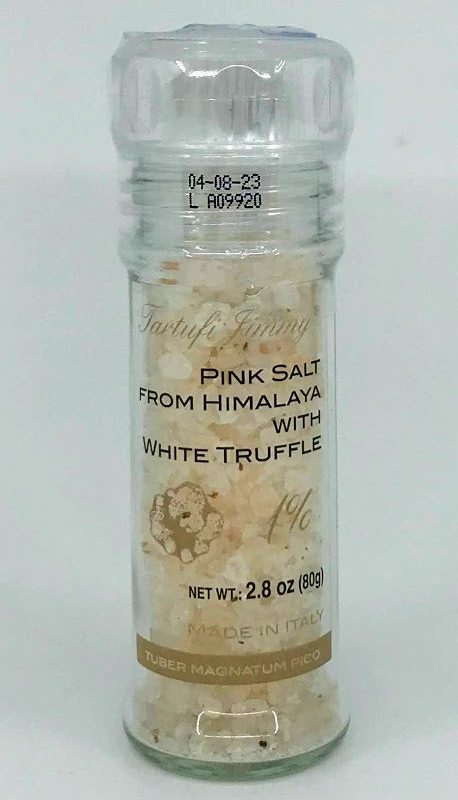 04-08-23
L A09920
Tartufi Jimmy®
PINK SALT
FROM HIMALAYA
WITH
WHITE TRUFFLE
1%
NET WT.: 2.8 oz (80g)
MADE IN ITALY
TUBER MAGNATUM PICO